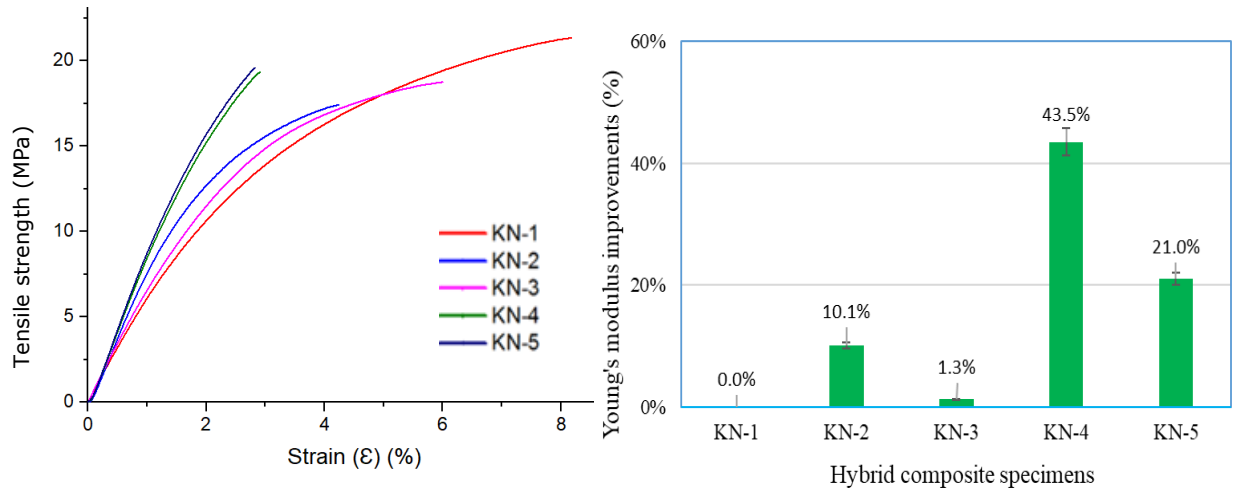 Tensile strength (MPa)
20
15
10
5
0
0
2
4
6
8
Strain (Ɛ) (%)
KN-1
KN-2
KN-3
KN-4
KN-5
Young's modulus improvements (%)
60%
40%
20%
0%
0.0%
10.1%
1.3%
43.5%
21.0%
KN-1
KN-2
KN-3
KN-4
KN-5
Hybrid composite specimens